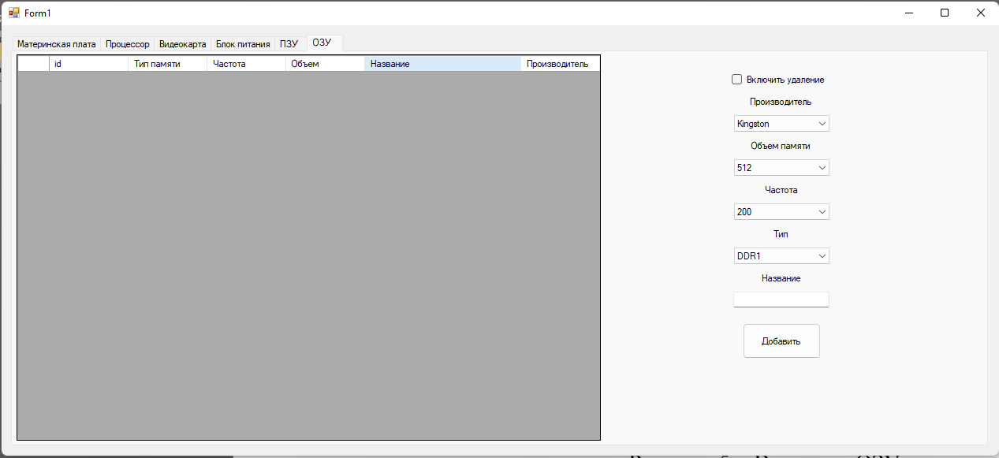 Form1
Материнская плата Процессор Видеокарта Блок питания ПЗУ ОЗУ
id Тип памяти Частота Объем Название Производитель
Включить удаление
Производитель
Kingston
Объем памяти
512
Частота
200
Тип
DDR1
Название
Добавить